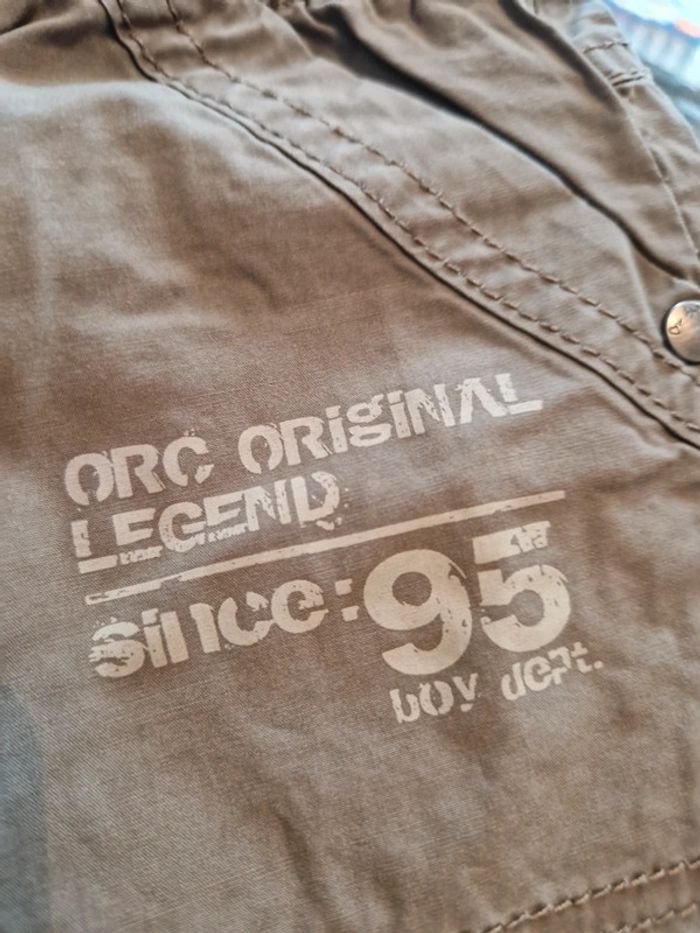 ORC ORiGiNAL
LEGEND
since:95
boy dept.